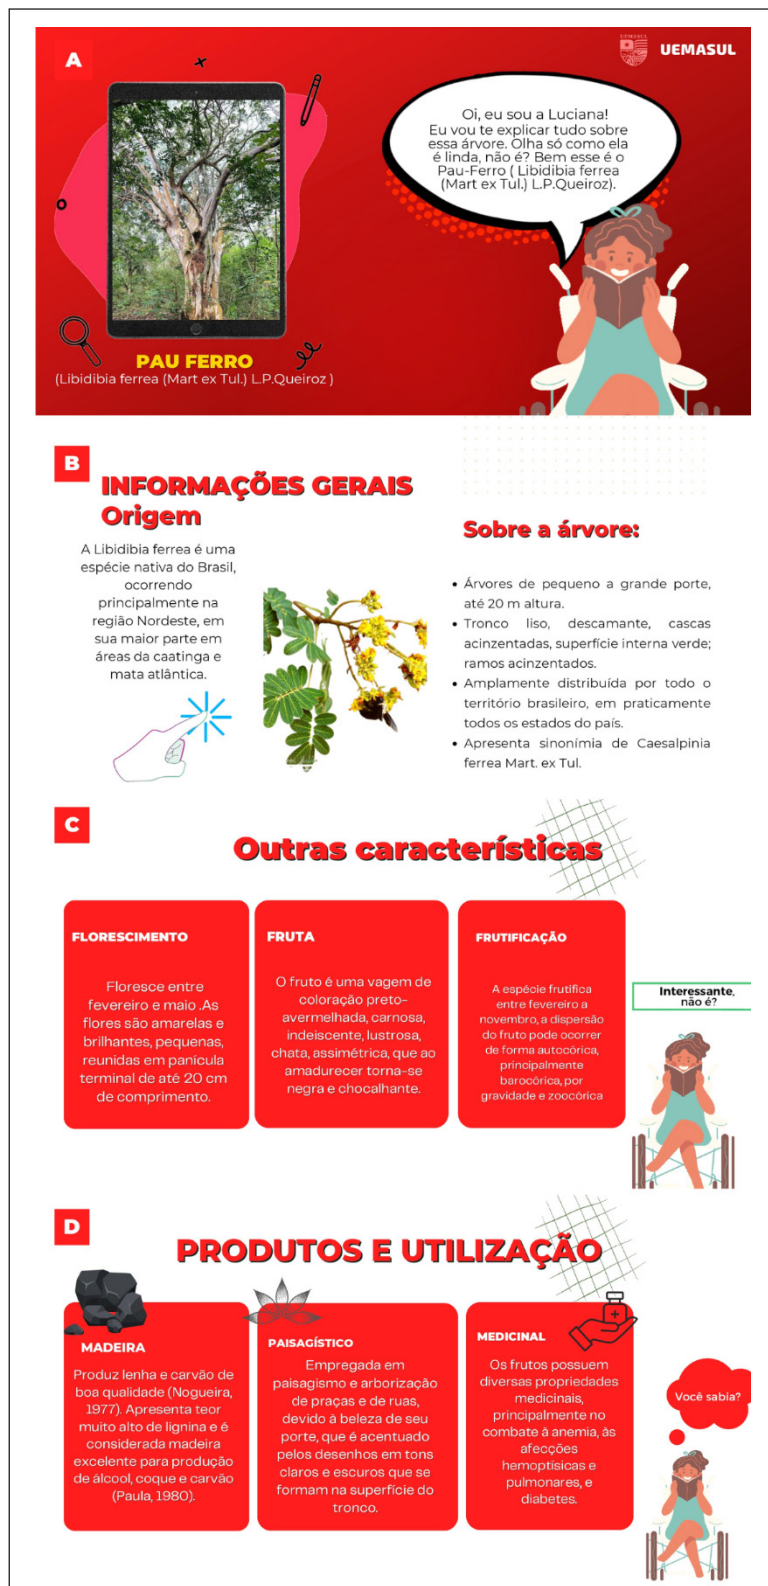 A
UEMASUL
UEMASUL
Oi, eu sou a Luciana!
Eu vou te explicar tudo sobre
essa árvore. Olha só como ela
é linda, não é? Bem esse é o
Pau-Ferro ( Libidibia ferrea
(Mart ex Tul.) L.P.Queiroz).
PAU FERRO
(Libidibia ferrea (Mart ex Tul.) L.P.Queiroz )
B
INFORMAÇÕES GERAIS
Origem
A Libidibia ferrea é uma
espécie nativa do Brasil,
ocorrendo
principalmente na
região Nordeste, em
sua maior parte em
áreas da caatinga e
mata atlântica.
Sobre a árvore:
• Árvores de pequeno a grande porte,
até 20 m altura.
• Tronco liso, descamante, cascas
acinzentadas, superfície interna verde;
ramos acinzentados.
• Amplamente distribuída por todo o
território brasileiro, em praticamente
todos os estados do país.
• Apresenta sinonímia de Caesalpinia
ferrea Mart. ex Tul.
C
Outras características
FLORESCIMENTO
Floresce entre
fevereiro e maio .As
flores são amarelas e
brilhantes, pequenas,
reunidas em panícula
terminal de até 20 cm
de comprimento.
FRUTA
O fruto é uma vagem de
coloração preto-
avermelhada, carnosa,
indeiscente, lustrosa,
chata, assimétrica, que ao
amadurecer torna-se
negra e chocalhante.
FRUTIFICAÇÃO
A espécie frutifica
entre fevereiro a
novembro, a dispersão
do fruto pode ocorrer
de forma autocórica,
principalmente
barocórica, por
gravidade e zoocórica
Interessante,
não é?
D
PRODUTOS E UTILIZAÇÃO
MADEIRA
Produz lenha e carvão de
boa qualidade (Nogueira,
1977). Apresenta teor
muito alto de lignina e é
considerada madeira
excelente para produção
de álcool, coque e carvão
(Paula, 1980).
PAISAGÍSTICO
Empregada em
paisagismo e arborização
de praças e de ruas,
devido à beleza de seu
porte, que é acentuado
pelos desenhos em tons
claros e escuros que se
formam na superfície do
tronco.
MEDICINAL
Os frutos possuem
diversas propriedades
medicinais,
principalmente no
combate à anemia, às
afecções
hemoptísicas e
pulmonares, e
diabetes.
Você sabia?